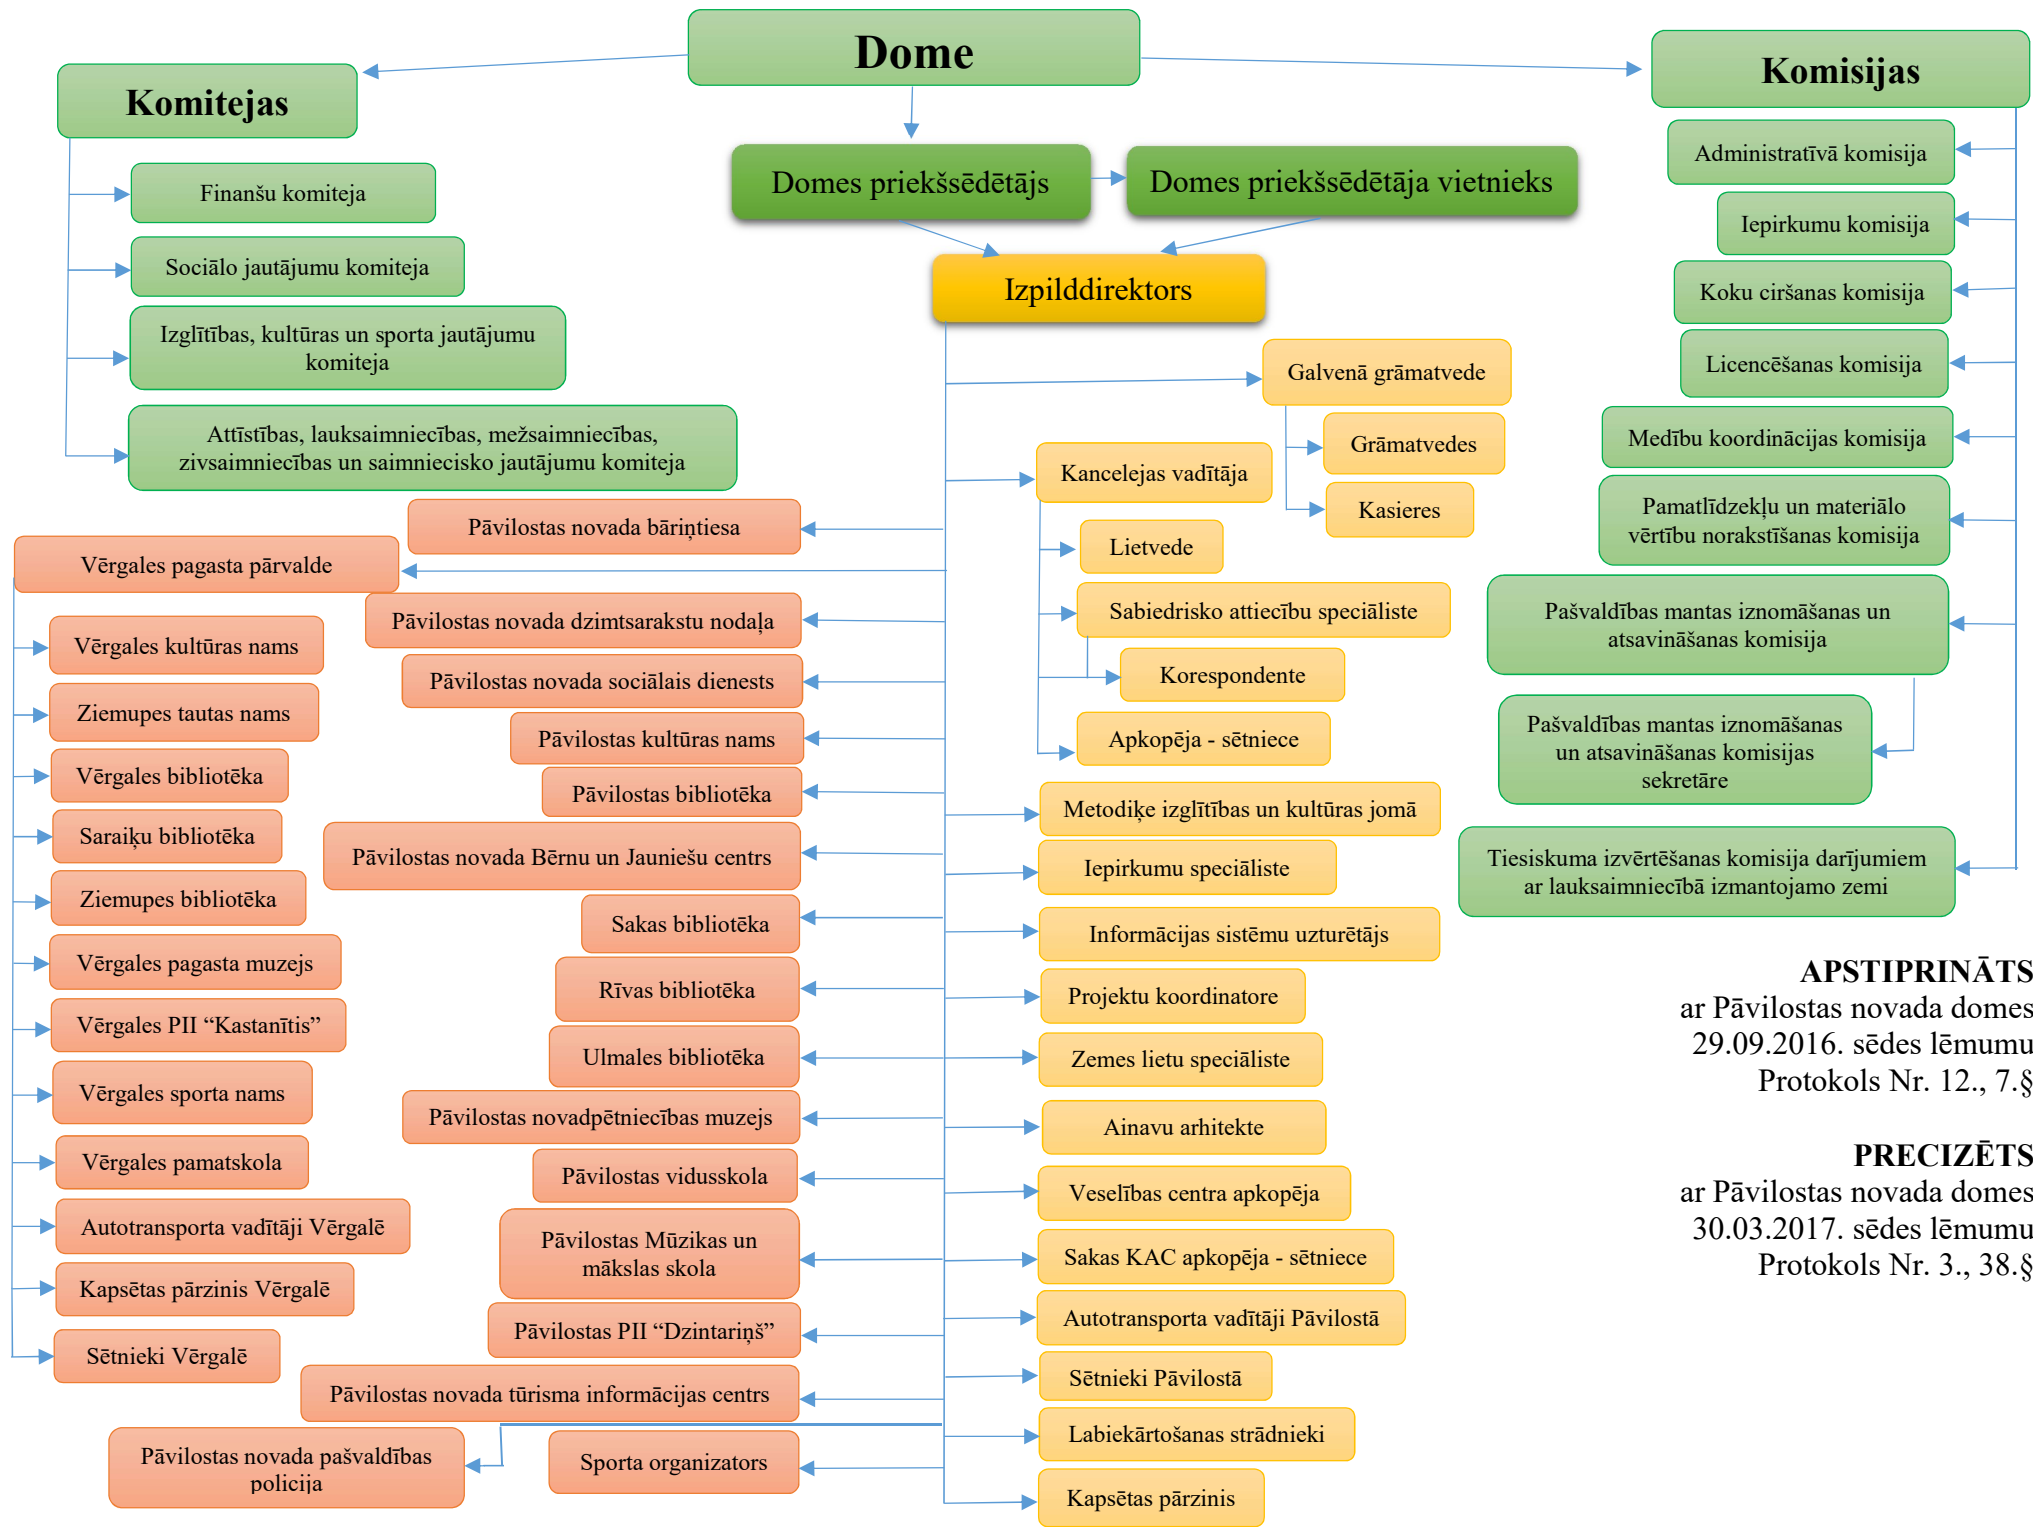 Dome
Komitejas
Komisijas
Domes priekšsēdētājs
Domes priekšsēdētāja vietnieks
Izpilddirektors
Finanšu komiteja
Sociālo jautājumu komiteja
Izglītības, kultūras un sporta jautājumu
komiteja
Attīstības, lauksaimniecības, mežsaimniecības,
zivsaimniecības un saimniecisko jautājumu komiteja
Administratīvā komisija
Iepirkumu komisija
Koku ciršanas komisija
Licencēšanas komisija
Medību koordinācijas komisija
Pamatlīdzekļu un materiālo
vērtību norakstīšanas komisija
Pašvaldības mantas iznomāšanas un
atsavināšanas komisija
Pašvaldības mantas iznomāšanas
un atsavināšanas komisijas
sekretāre
Tiesiskuma izvērtēšanas komisija darījumiem
ar lauksaimniecībā izmantojamo zemi
Galvenā grāmatvede
Grāmatvedes
Kasieres
Kancelejas vadītāja
Lietvede
Sabiedrisko attiecību speciāliste
Korespondente
Apkopēja - sētniece
Metodiķe izglītības un kultūras jomā
Iepirkumu speciāliste
Informācijas sistēmu uzturētājs
Projektu koordinatore
Zemes lietu speciāliste
Ainavu arhitekte
Veselības centra apkopēja
Sakas KAC apkopēja - sētniece
Autotransporta vadītāji Pāvilostā
Sētnieki Pāvilostā
Labiekārtošanas strādnieki
Kapsētas pārzinis
Pāvilostas novada bāriņtiesa
Vērgales pagasta pārvalde
Pāvilostas novada dzimtsarakstu nodaļa
Pāvilostas novada sociālais dienests
Pāvilostas kultūras nams
Pāvilostas bibliotēka
Pāvilostas novada Bērnu un Jauniešu centrs
Sakas bibliotēka
Rīvas bibliotēka
Ulmales bibliotēka
Pāvilostas novadpētniecības muzejs
Pāvilostas vidusskola
Pāvilostas Mūzikas un
mākslas skola
Pāvilostas PII “Dzintariņš”
Pāvilostas novada tūrisma informācijas centrs
Pāvilostas novada pašvaldības
policija
Sporta organizators
Vērgales kultūras nams
Ziemupes tautas nams
Vērgales bibliotēka
Saraiķu bibliotēka
Ziemupes bibliotēka
Vērgales pagasta muzejs
Vērgales PII “Kastanītis”
Vērgales sporta nams
Vērgales pamatskola
Autotransporta vadītāji Vērgalē
Kapsētas pārzinis Vērgalē
Sētnieki Vērgalē
APSTIPRINĀTS
ar Pāvilostas novada domes
29.09.2016. sēdes lēmumu
Protokols Nr. 12., 7.§
PRECIZĒTS
ar Pāvilostas novada domes
30.03.2017. sēdes lēmumu
Protokols Nr. 3., 38.§